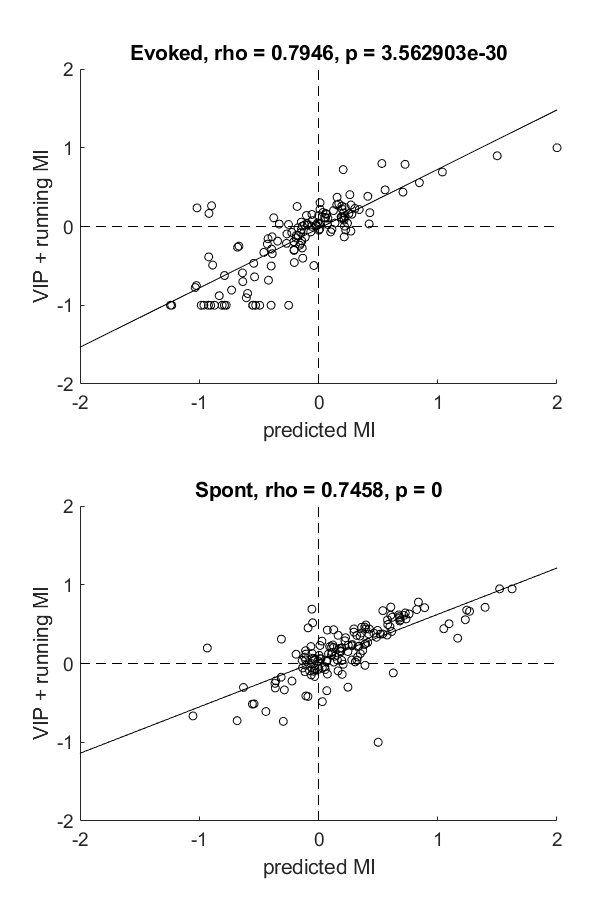 Evoked, rho = 0.7946, p = 3.562903e-30
2
1
0
-1
-2
VIP + running MI
-2 -1 0 1 2
predicted MI
Spont, rho = 0.7458, p = 0
2
1
0
-1
-2
VIP + running MI
-2 -1 0 1 2
predicted MI